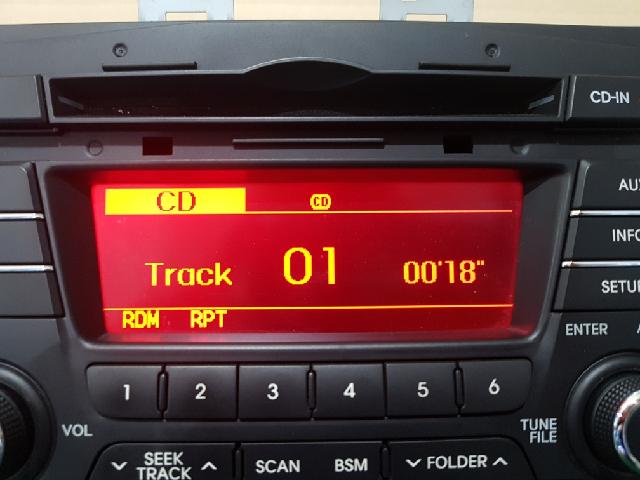 CD-IN
CD CD
AUX
INFO
SETUP
Track 01 00'18"
RDM RPT
ENTER
1 2 3 4 5 6
VOL
TUNE
FILE
SEEK
TRACK
SCAN BSM FOLDER